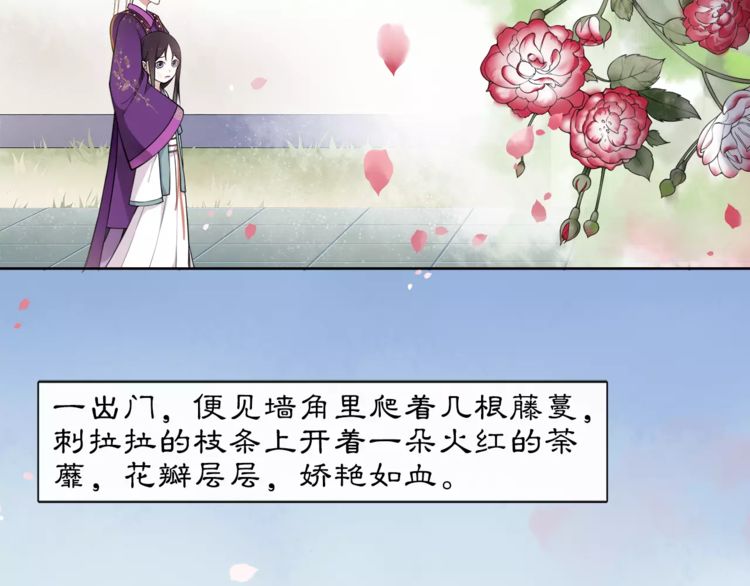 一出门，便见墙角里爬着几根藤蔓，
刺拉拉的枝条上开着一朵火红的荼
蘼，花瓣层层，娇艳如血。